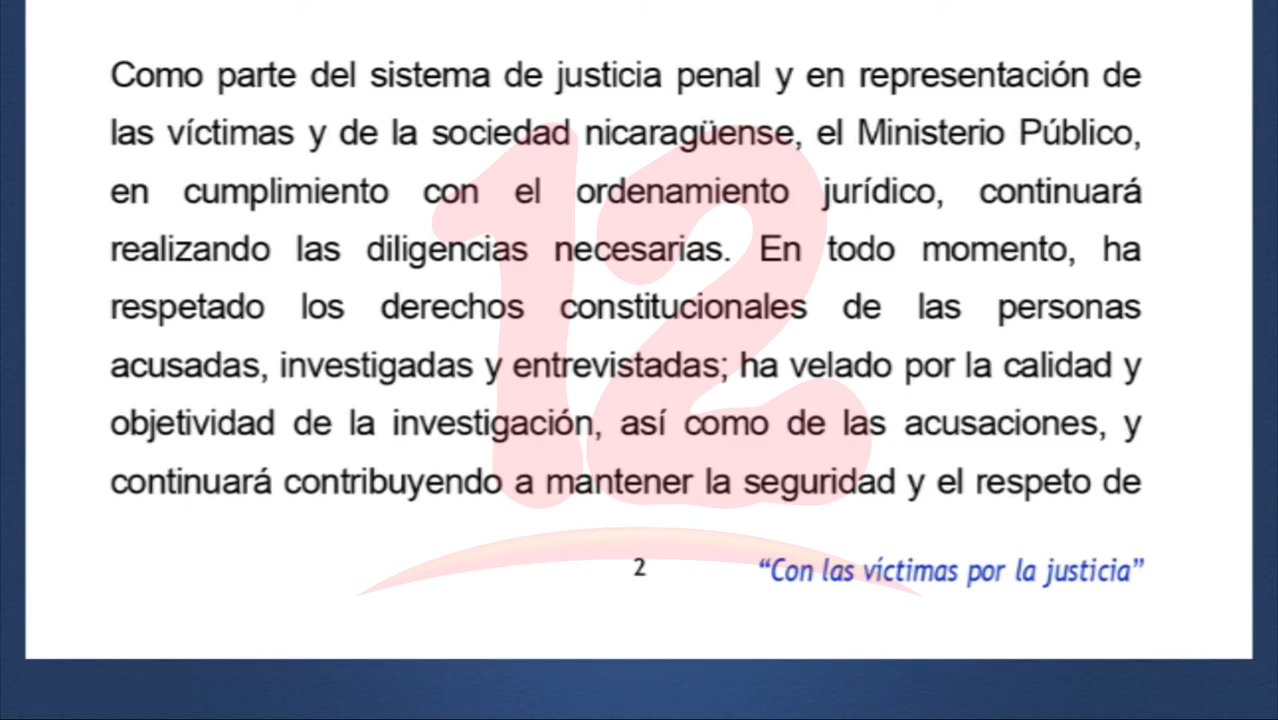 Como parte del sistema de justicia penal y en representación de
las víctimas y de la sociedad nicaragüense, el Ministerio Público,
en cumplimiento con el ordenamiento jurídico, continuará
realizando las diligencias necesarias. En todo momento, ha
respetado los derechos constitucionales de las personas
acusadas, investigadas y entrevistadas; ha velado por la calidad y
objetividad de la investigación, así como de las acusaciones, y
continuará contribuyendo a mantener la seguridad y el respeto de
12
2
“Con las víctimas por la justicia”